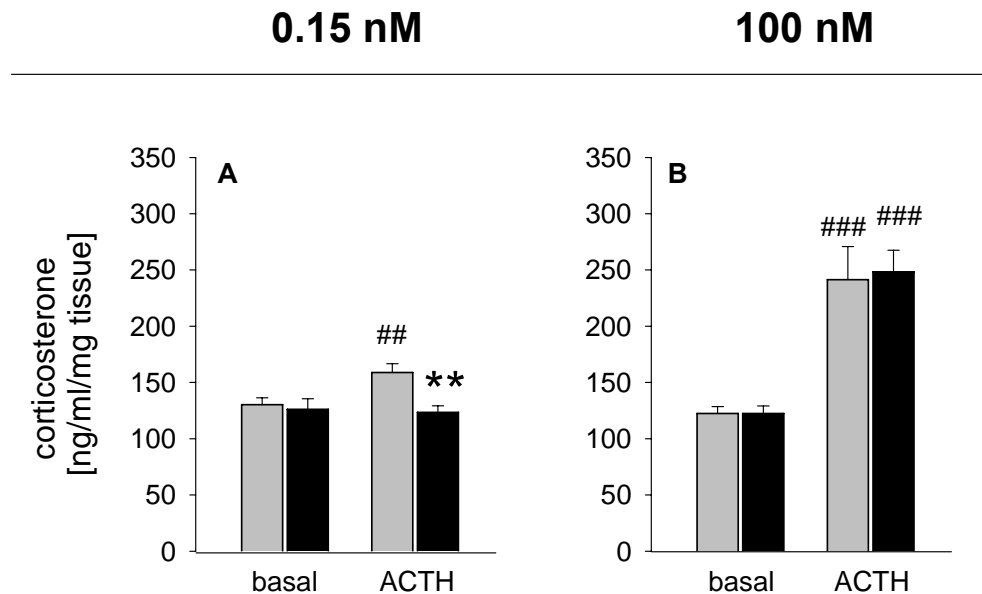 0.15 nM
100 nM
A
B
350
300
250
200
150
100
50
0
350
300
250
200
150
100
50
0
corticosterone
[ng/ml/mg tissue]
##
**
###
###
basal
ACTH
basal
ACTH